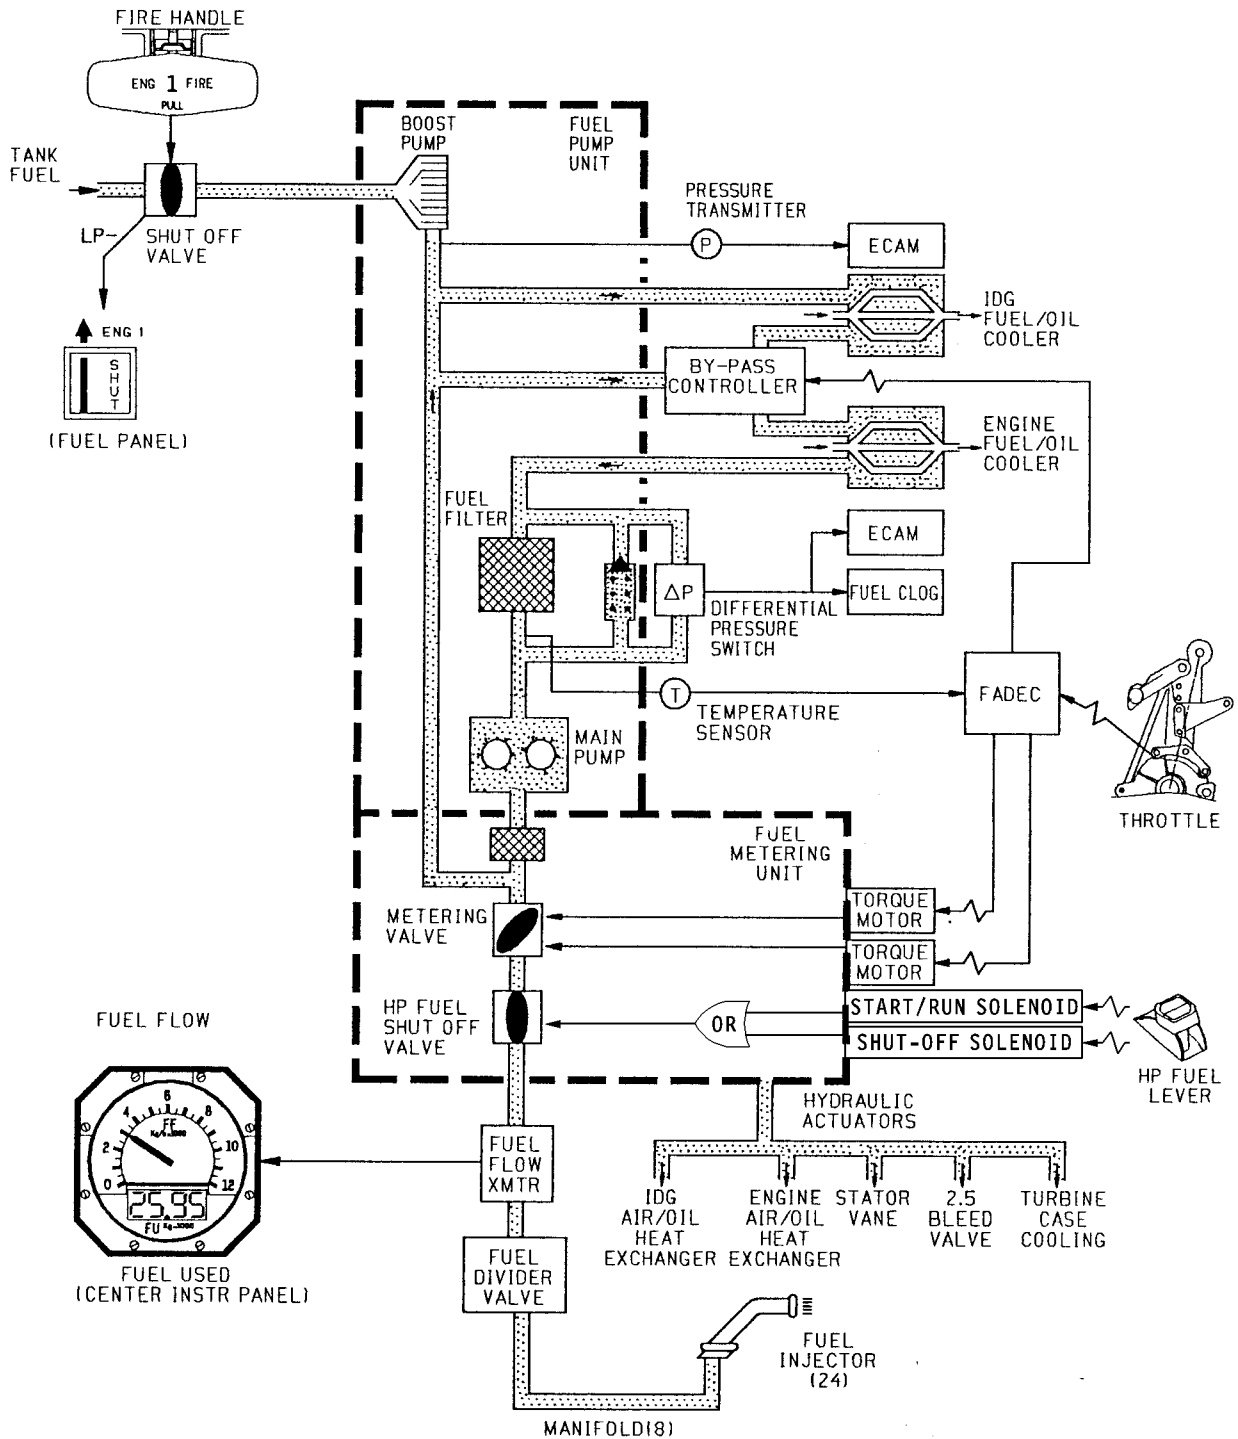 FIRE HANDLE
ENG 1 FIRE
PULL
TANK
FUEL
LP-
SHUT OFF
VALVE
ENG 1
SHUT
(FUEL PANEL)
BOOST
PUMP
FUEL
PUMP
UNIT
PRESSURE
TRANSMITTER
P
ECAM
IDG
FUEL/OIL
COOLER
BY-PASS
CONTROLLER
ENGINE
FUEL/OIL
COOLER
FUEL
FILTER
ECAM
ΔP
FUEL CLOG
DIFFERENTIAL
PRESSURE
SWITCH
T
TEMPERATURE
SENSOR
FADEC
THROTTLE
MAIN
PUMP
FUEL
METERING
UNIT
METERING
VALVE
TORQUE
MOTOR
TORQUE
MOTOR
HP FUEL
SHUT OFF
VALVE
OR
START/RUN SOLENOID
SHUT-OFF SOLENOID
HP FUEL
LEVER
FUEL FLOW
0 2 4 6 8 10 12
FF
25.95
FU
FUEL USED
(CENTER INSTR PANEL)
FUEL
FLOW
XMTR
HYDRAULIC
ACTUATORS
IDG
AIR/OIL
HEAT
EXCHANGER
ENGINE
AIR/OIL
HEAT
EXCHANGER
STATOR
VANE
2.5
BLEED
VALVE
TURBINE
CASE
COOLING
FUEL
DIVIDER
VALVE
FUEL
INJECTOR
(24)
MANIFOLD(8)